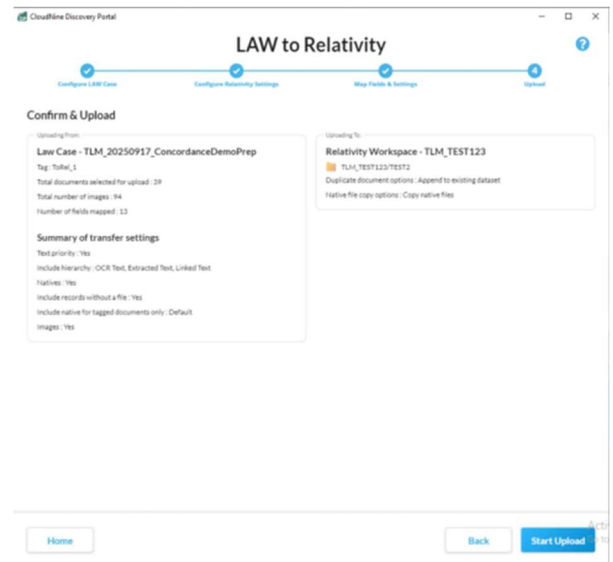 CloudNine Discovery Portal
LAW to Relativity
?
4
Configure LAW Case
Configure Relativity Settings
Map Fields & Settings
Upload
Confirm & Upload
Uploading From:
Law Case - TLM_20250917_ConcordanceDemoPrep
Tag : ToRel_1
Total documents selected for upload : 39
Total number of images : 94
Number of fields mapped : 13
Summary of transfer settings
Text priority : Yes
Include hierarchy : OCR Text, Extracted Text, Linked Text
Natives : Yes
Include records without a file : Yes
Include native for tagged documents only : Default
Images : Yes
Uploading To:
Relativity Workspace - TLM_TEST123
TLM_TEST123/TEST2
Duplicate document options : Append to existing dataset
Native file copy options : Copy native files
Home
Back
Start Upload